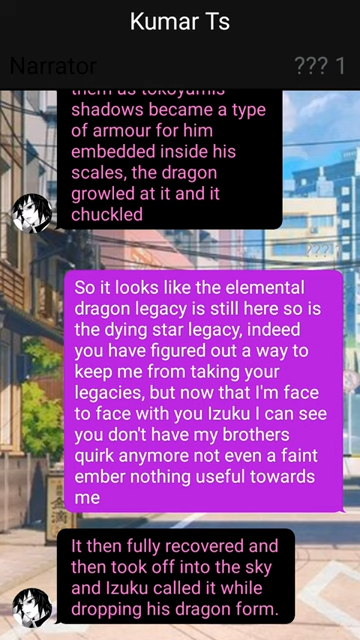 Kumar Ts
Narrator
??? 1
them as tokoyamis
shadows became a type
of armour for him
embedded inside his
scales, the dragon
growled at it and it
chuckled
??? 1
So it looks like the elemental
dragon legacy is still here so is
the dying star legacy, indeed
you have figured out a way to
keep me from taking your
legacies, but now that I'm face
to face with you Izuku I can see
you don't have my brothers
quirk anymore not even a faint
ember nothing useful towards
me
It then fully recovered and
then took off into the sky
and Izuku called it while
dropping his dragon form.